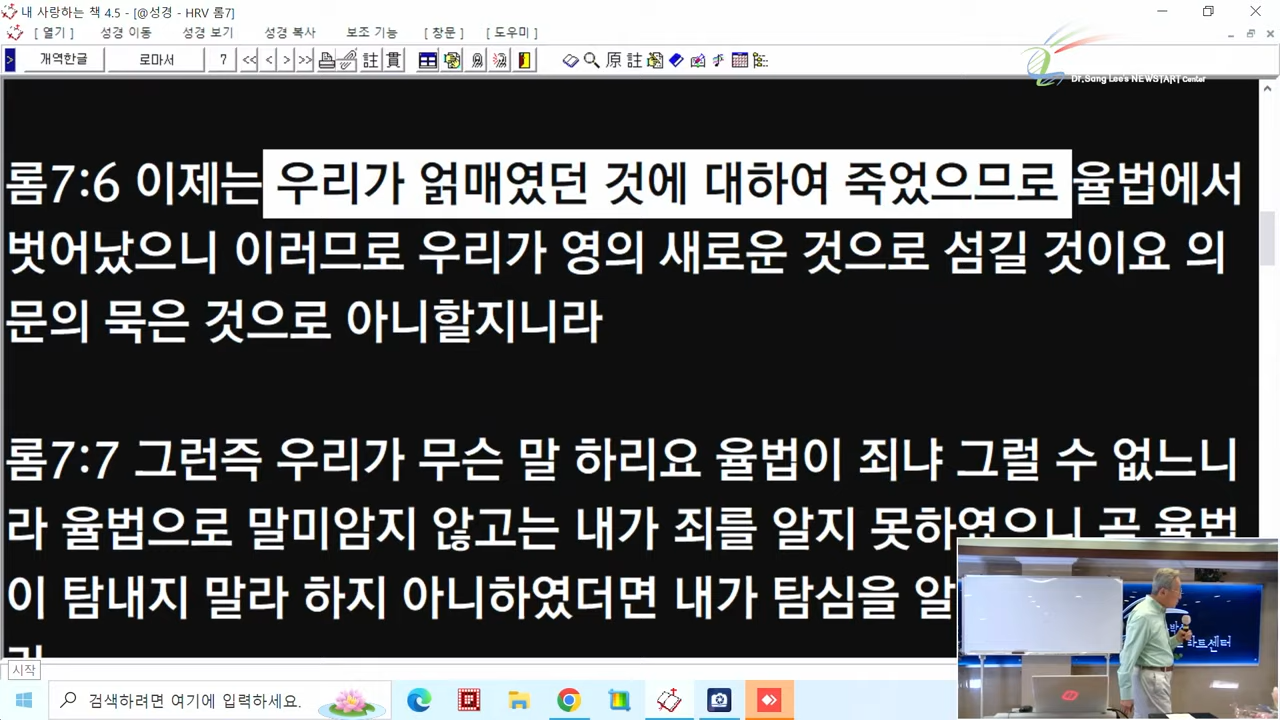 내 사랑하는 책 4.5 - [@성경 - HRV 롬7]
[ 열기 ] 성경 이동 성경 보기 성경 복사 보조 기능 [ 창문 ] [ 도우미 ]
> 개역한글 로마서 7 << < > >> 註 貫 原 註
Dr.Sang Lee's NEWSTART Center
롬7:6 이제는 우리가 얽매였던 것에 대하여 죽었으므로 율법에서
벗어났으니 이러므로 우리가 영의 새로운 것으로 섬길 것이요 의
문의 묵은 것으로 아니할지니라
롬7:7 그런즉 우리가 무슨 말 하리요 율법이 죄냐 그럴 수 없느니
라 율법으로 말미암지 않고는 내가 죄를 알지 못하였으니 곧 율법
이 탐내지 말라 하지 아니하였더면 내가 탐심을 알
시작
검색하려면 여기에 입력하세요.